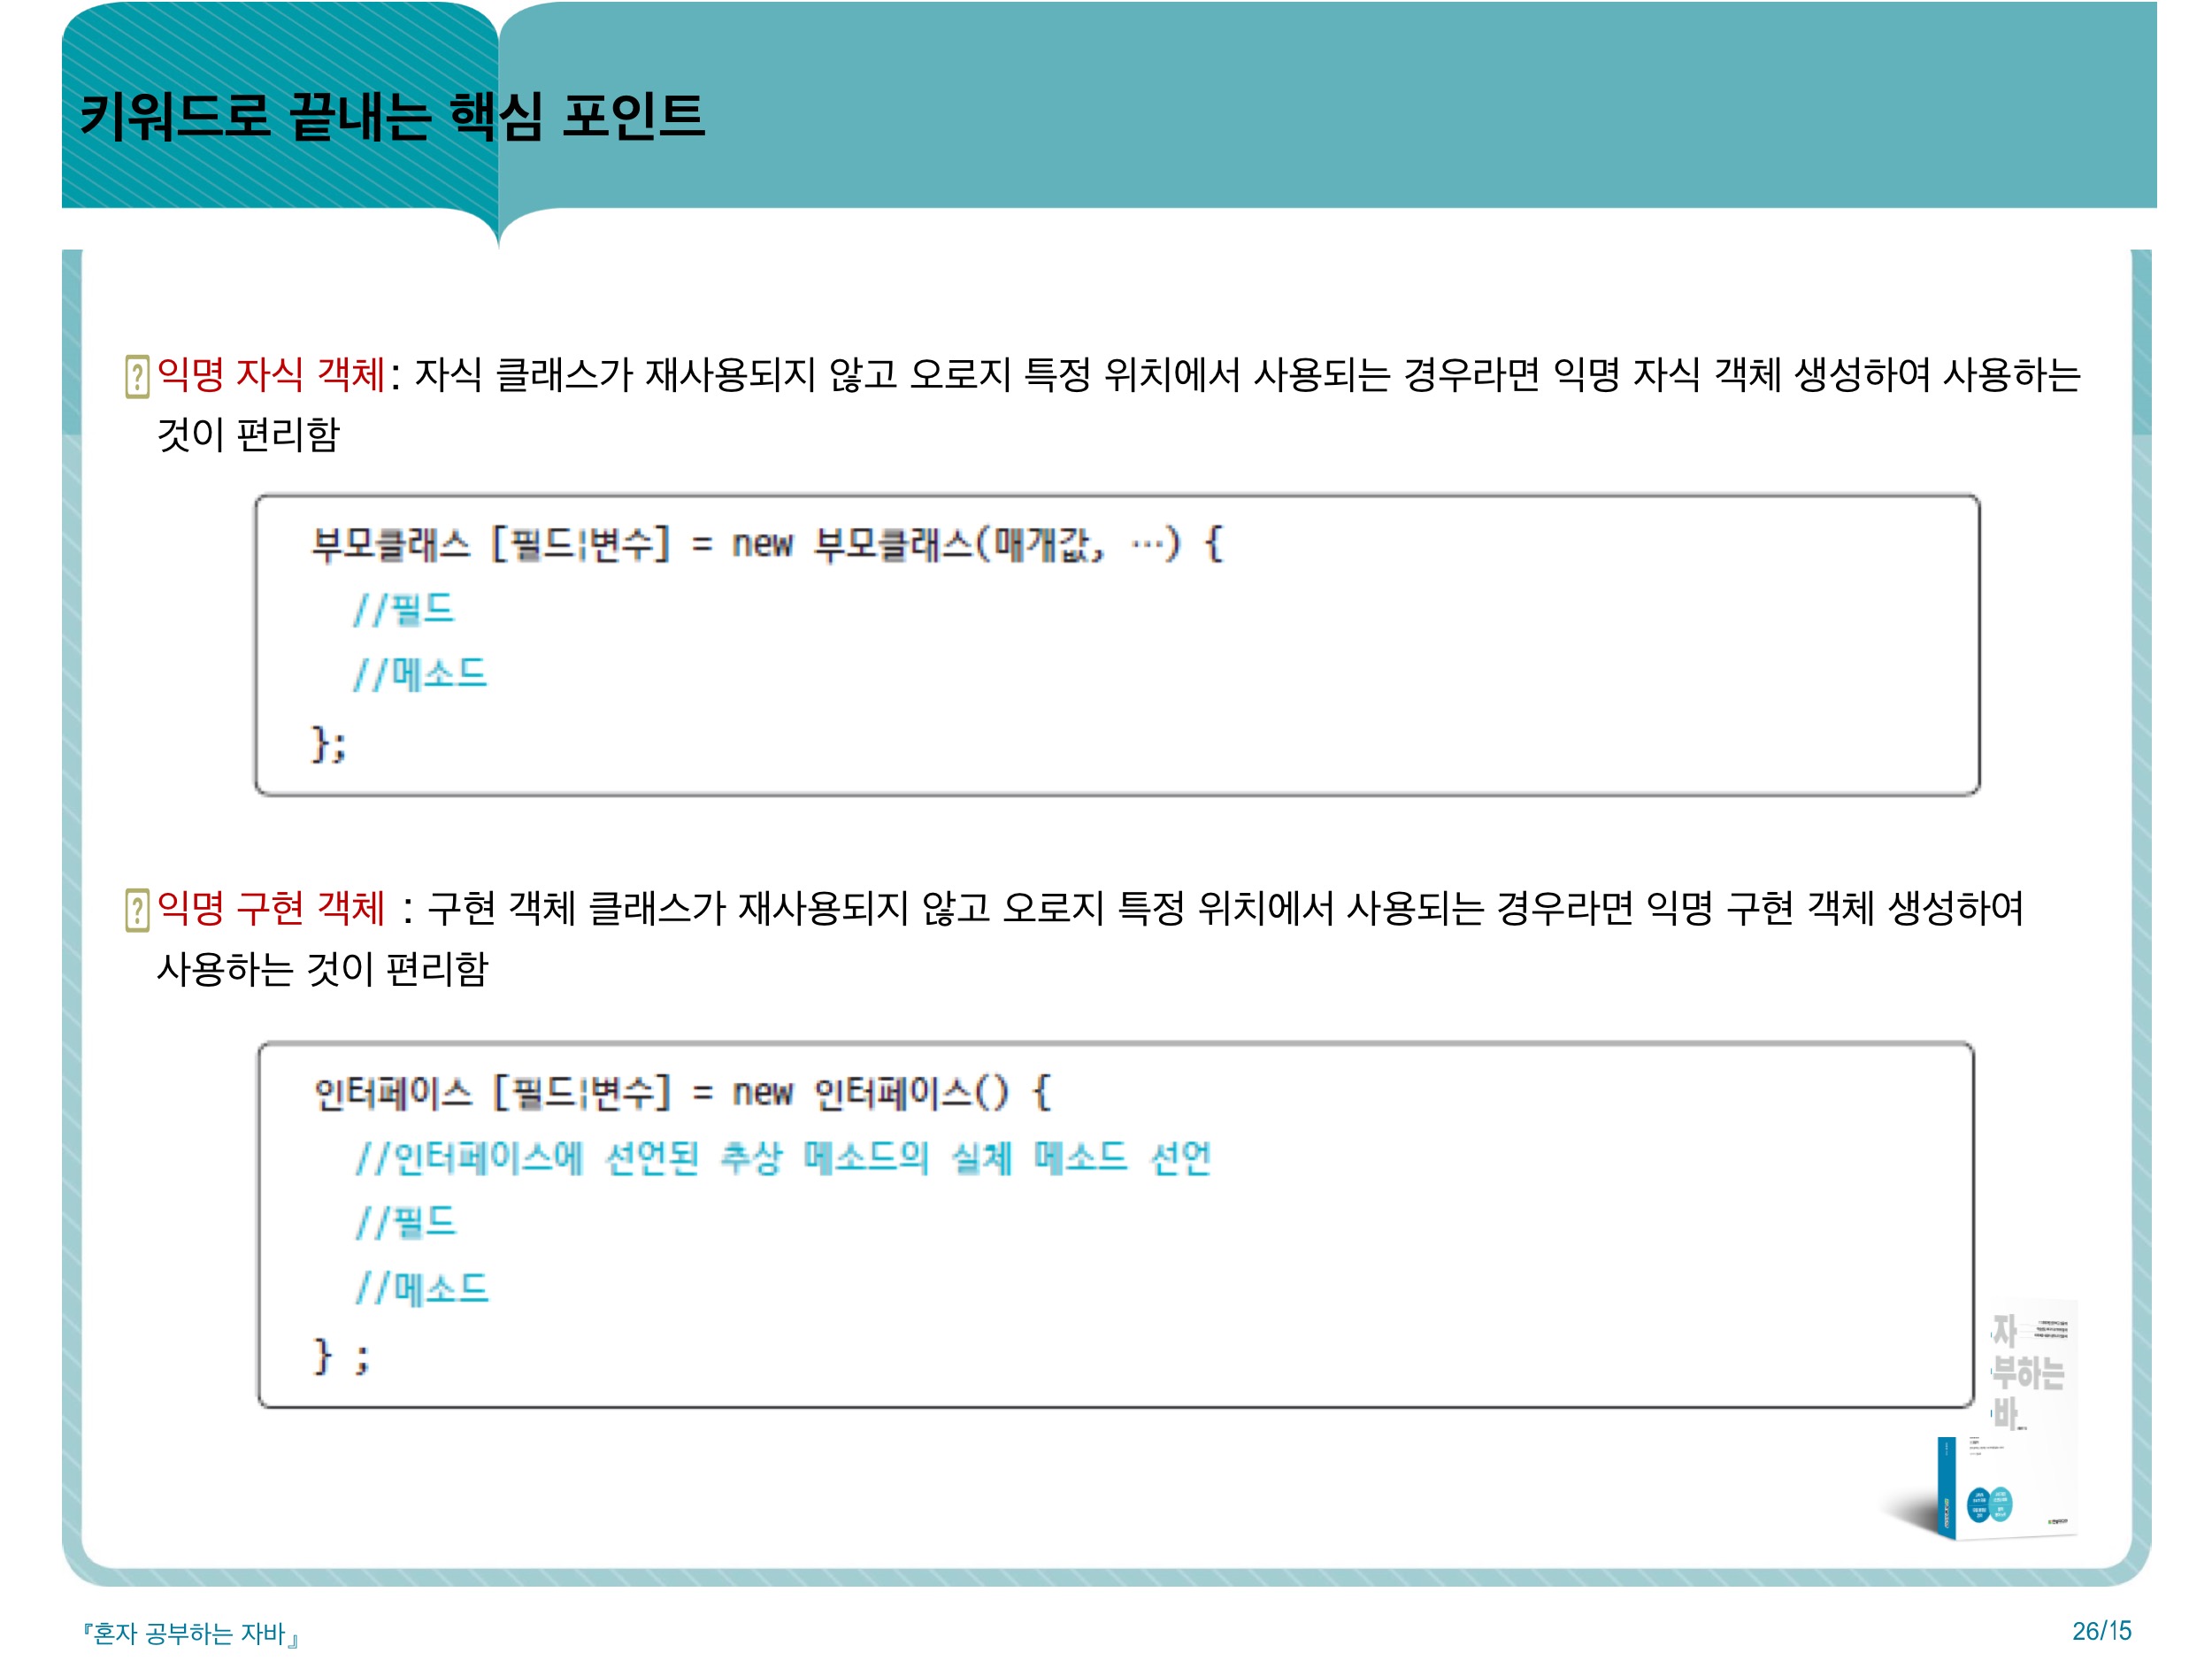 키워드로 끝내는 핵심 포인트
익명 자식 객체: 자식 클래스가 재사용되지 않고 오로지 특정 위치에서 사용되는 경우라면 익명 자식 객체 생성하여 사용하는
것이 편리함
부모클래스 [필드¦변수] = new 부모클래스(매개값, …) {
//필드
//메소드
};
익명 구현 객체 : 구현 객체 클래스가 재사용되지 않고 오로지 특정 위치에서 사용되는 경우라면 익명 구현 객체 생성하여
사용하는 것이 편리함
인터페이스 [필드¦변수] = new 인터페이스() {
//인터페이스에 선언된 추상 메소드의 실체 메소드 선언
//필드
//메소드
} ;
자
부하는
바
『혼자 공부하는 자바』
26/15